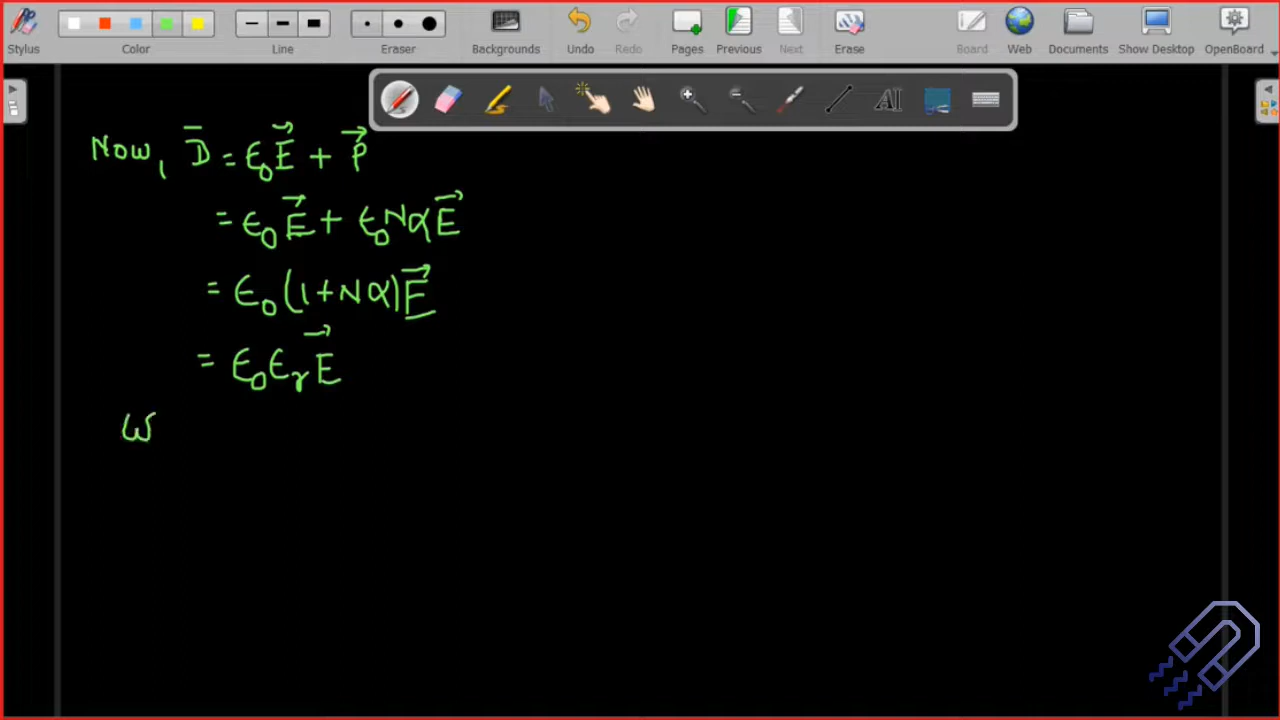 Stylus Color Line Eraser Backgrounds Undo Redo Pages Previous Next Erase Board Web Documents Show Desktop OpenBoard
AI
Now, D̄ = ε₀E⃗ + P⃗
= ε₀E⃗ + ε₀NαE⃗
= ε₀(1+Nα)E⃗
= ε₀εᵣE⃗
W